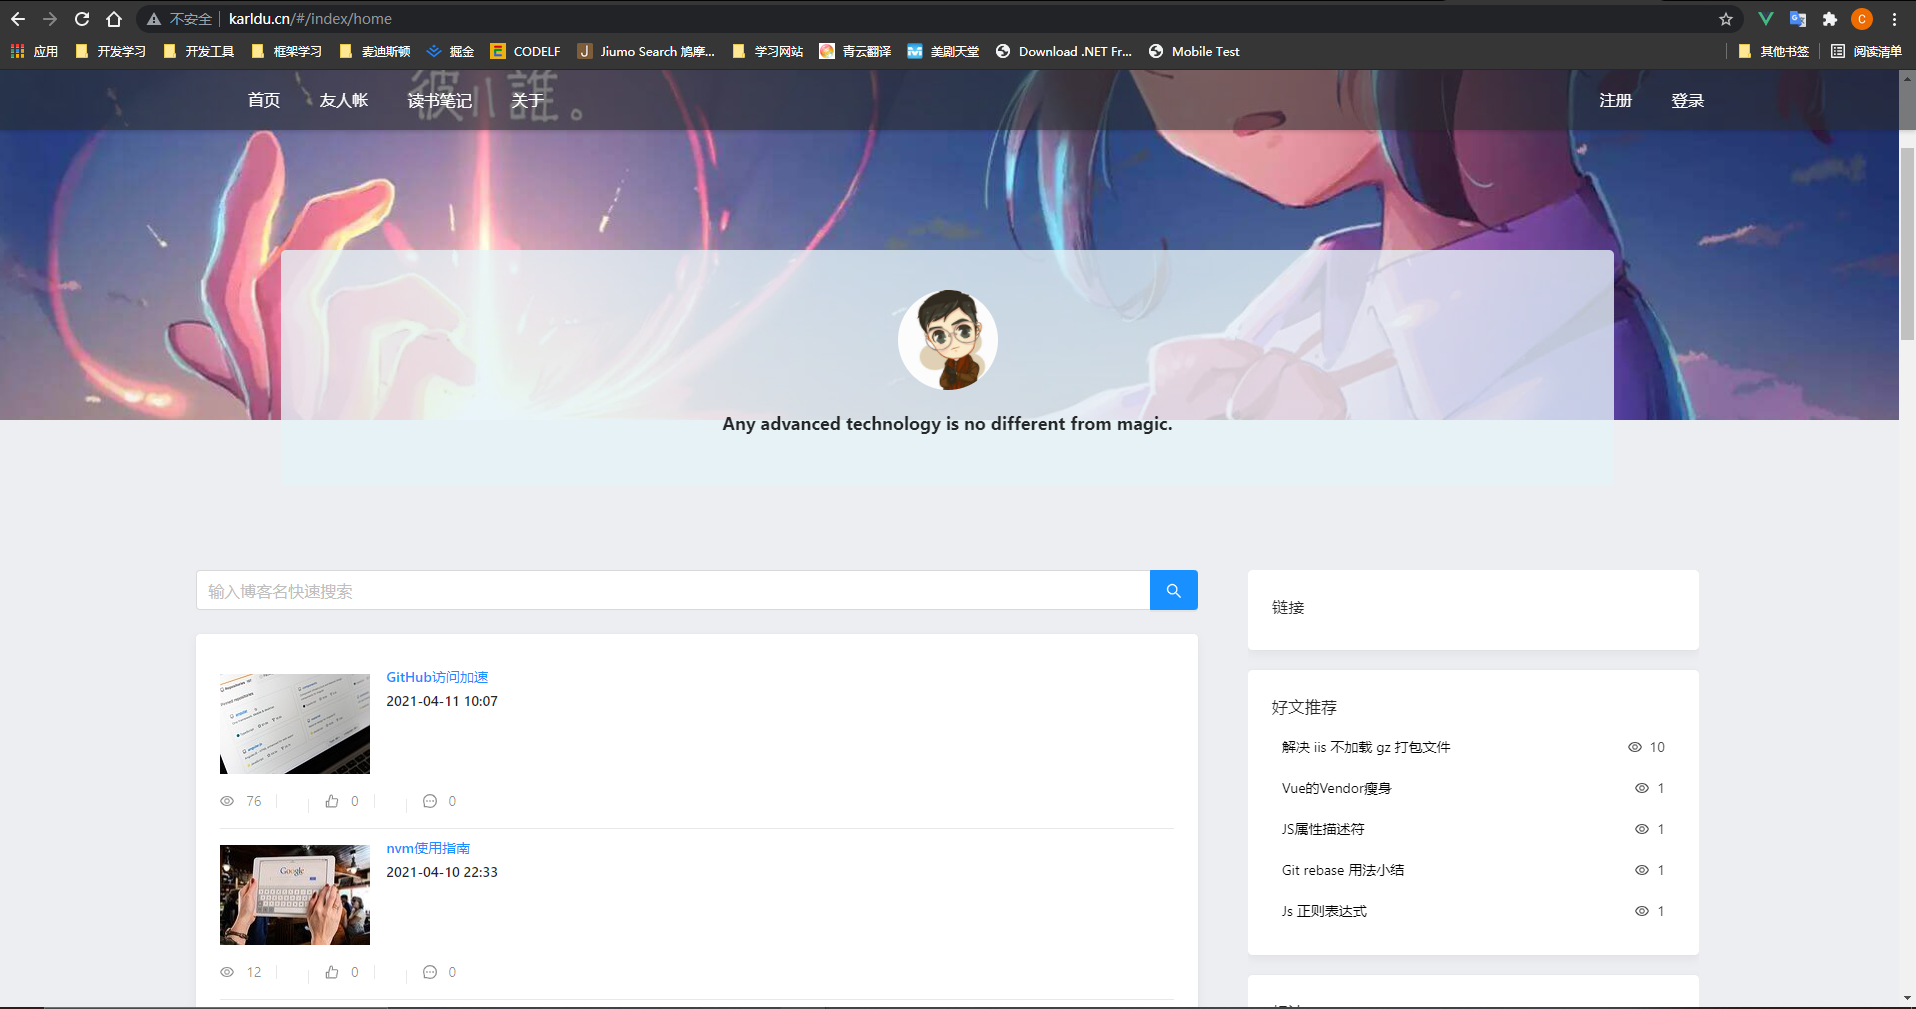 不安全 karldu.cn/#/index/home
C
应用 开发学习 开发工具 框架学习 麦迪斯顿 掘金 CODELF Jiumo Search 鸠摩... 学习网站 青云翻译 美剧天堂 Download .NET Fr... Mobile Test 其他书签 阅读清单
彼は誰。
首页 友人帐 读书笔记 关于 注册 登录
Any advanced technology is no different from magic.
输入博客名快速搜索
链接
GitHub访问加速
2021-04-11 10:07
76 0 0
nvm使用指南
2021-04-10 22:33
Google
12 0 0
好文推荐
解决 iis 不加载 gz 打包文件 10
Vue的Vendor瘦身 1
JS属性描述符 1
Git rebase 用法小结 1
Js 正则表达式 1